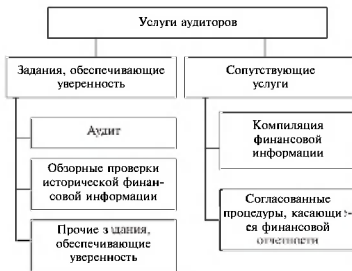 Услуги аудиторов
Задания, обеспечивающие
уверенность
Аудит
Обзорные проверки
исторической финан-
совой информации
Прочие задания,
обеспечивающие
уверенность
Сопутствующие
услуги
Компиляция
финансовой
информации
Согласованные
процедуры, касающие-
ся финансовой
отчетности